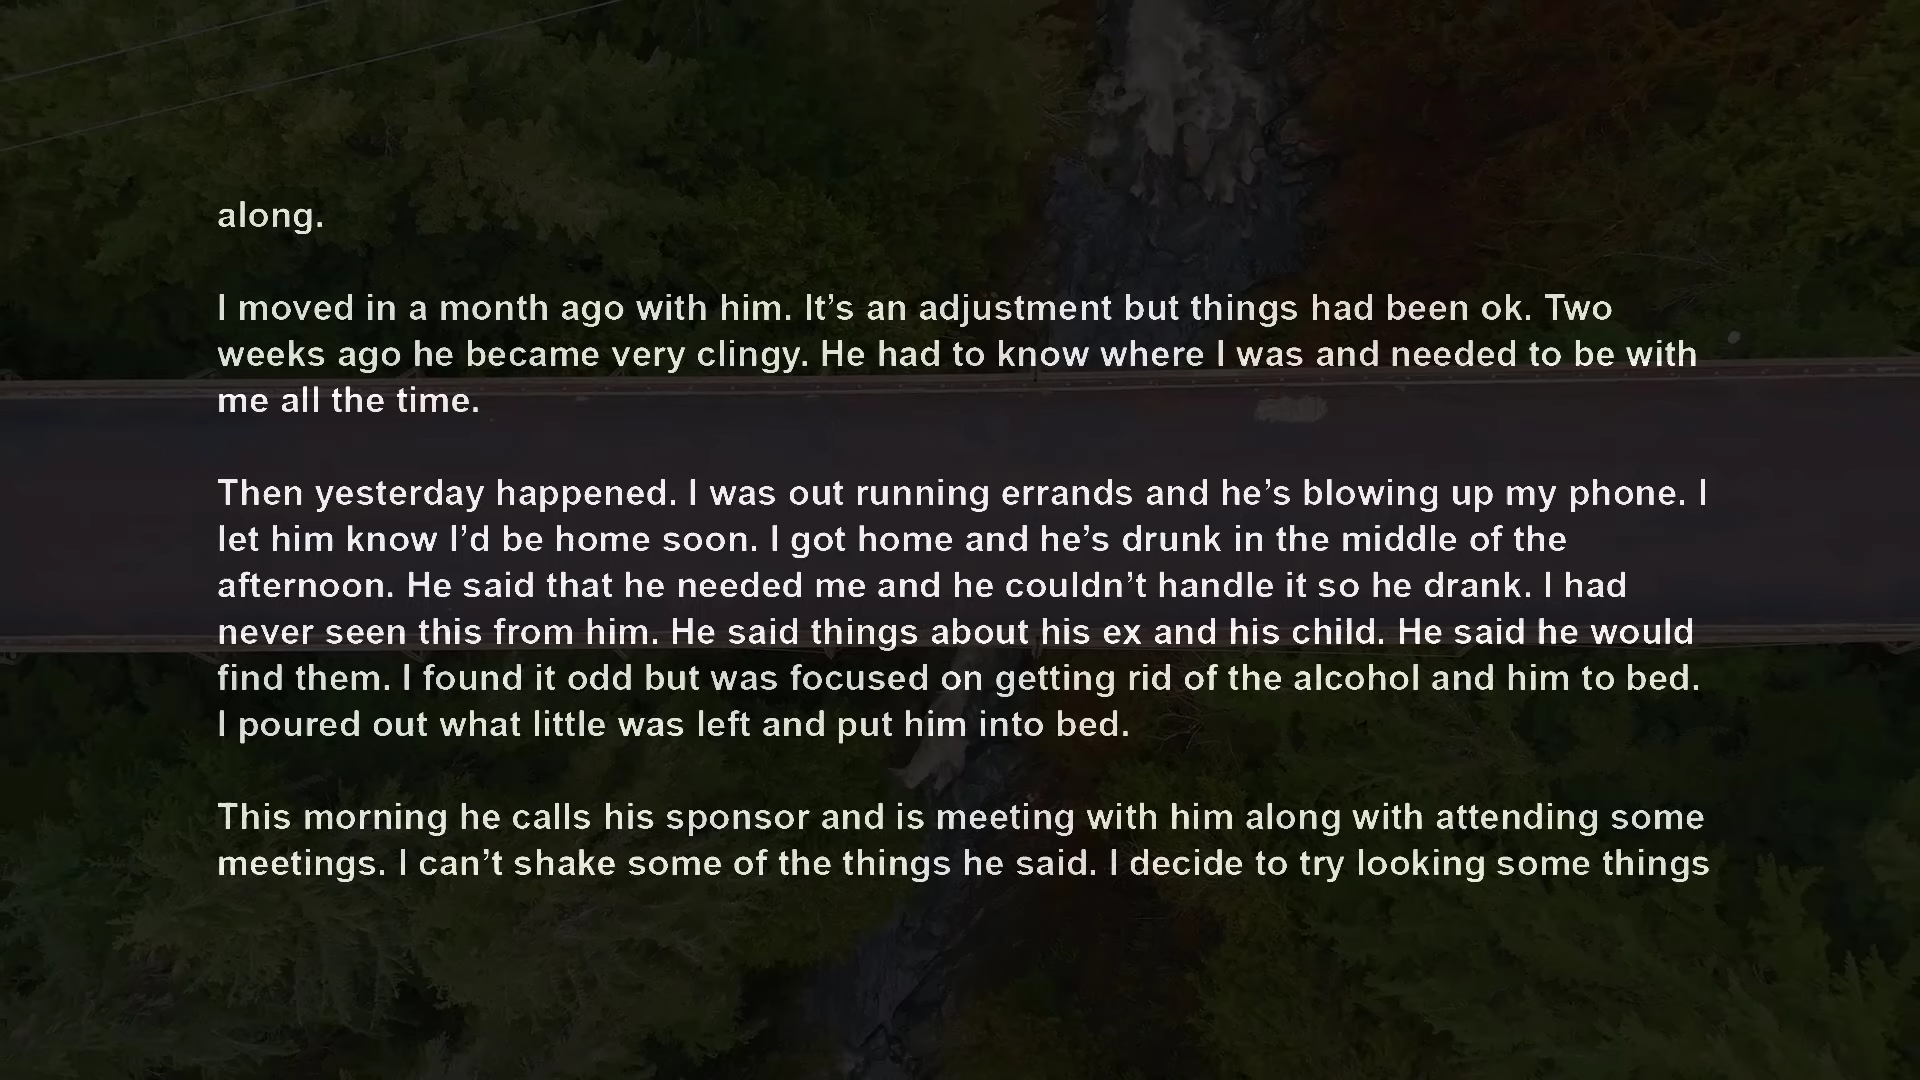 along.
I moved in a month ago with him. It’s an adjustment but things had been ok. Two
weeks ago he became very clingy. He had to know where I was and needed to be with
me all the time.
Then yesterday happened. I was out running errands and he’s blowing up my phone. I
let him know I’d be home soon. I got home and he’s drunk in the middle of the
afternoon. He said that he needed me and he couldn’t handle it so he drank. I had
never seen this from him. He said things about his ex and his child. He said he would
find them. I found it odd but was focused on getting rid of the alcohol and him to bed.
I poured out what little was left and put him into bed.
This morning he calls his sponsor and is meeting with him along with attending some
meetings. I can’t shake some of the things he said. I decide to try looking some things